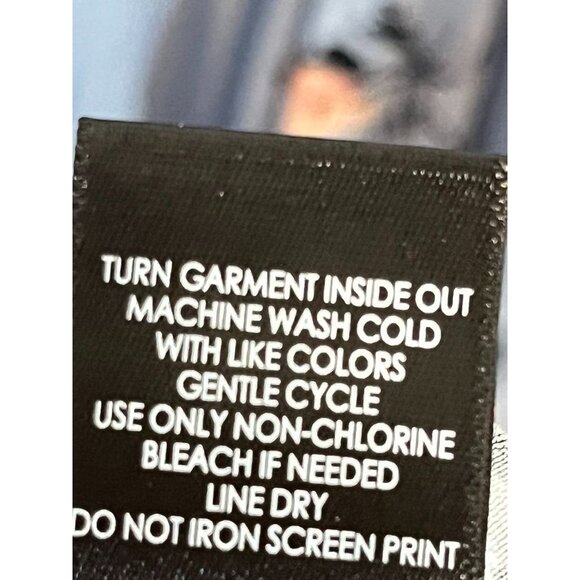 TURN GARMENT INSIDE OUT
MACHINE WASH COLD
WITH LIKE COLORS
GENTLE CYCLE
USE ONLY NON-CHLORINE
BLEACH IF NEEDED
LINE DRY
DO NOT IRON SCREEN PRINT